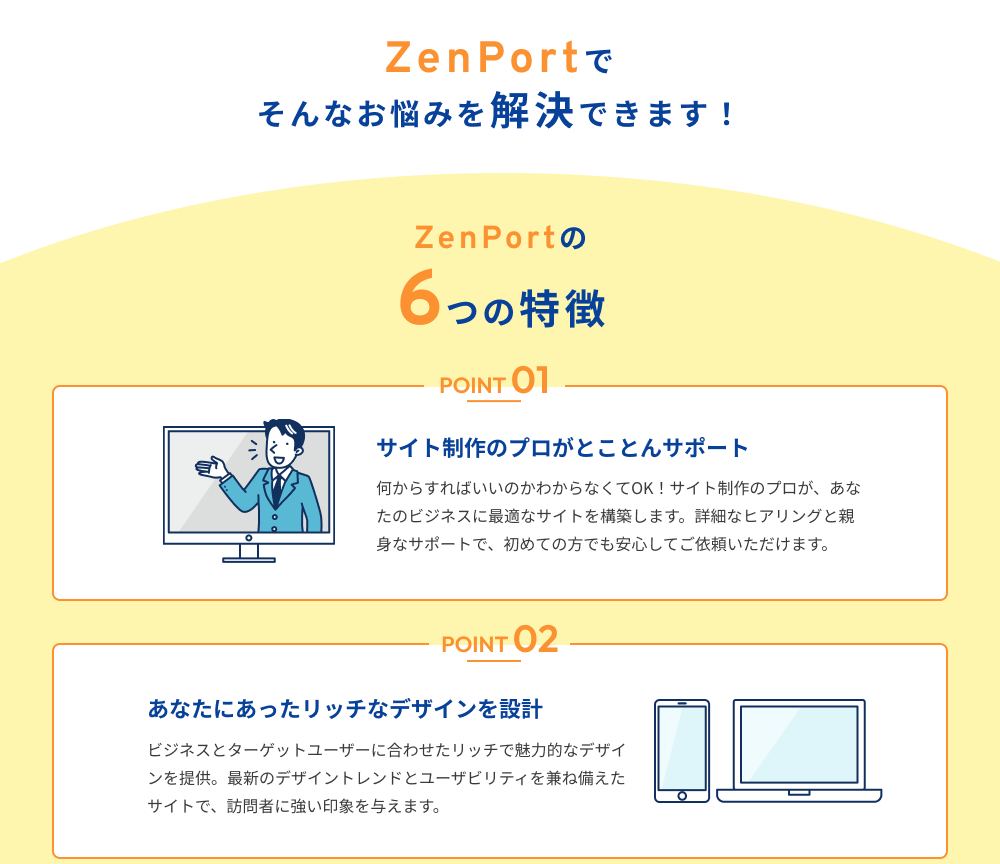 ZenPortで
そんなお悩みを解決できます！
ZenPortの
6つの特徴
POINT 01
サイト制作のプロがとことんサポート
何からすればいいのかわからなくてOK！サイト制作のプロが、あな
たのビジネスに最適なサイトを構築します。詳細なヒアリングと親
身なサポートで、初めての方でも安心してご依頼いただけます。
POINT 02
あなたにあったリッチなデザインを設計
ビジネスとターゲットユーザーに合わせたリッチで魅力的なデザイ
ンを提供。最新のデザイントレンドとユーザビリティを兼ね備えた
サイトで、訪問者に強い印象を与えます。